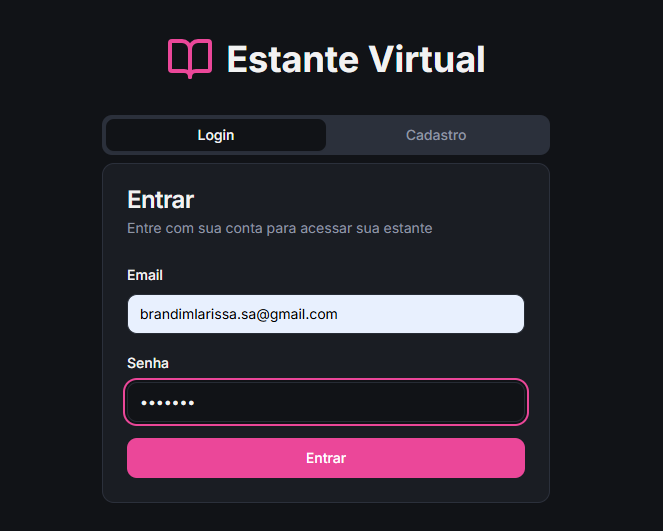 Estante Virtual
Login
Cadastro
Entrar
Entre com sua conta para acessar sua estante
Email
brandimlarissa.sa@gmail.com
Senha
•••••••
Entrar